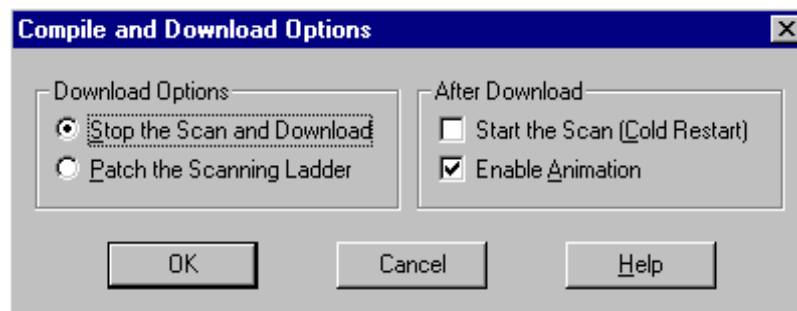 Compile and Download Options
Download Options
Stop the Scan and Download
Patch the Scanning Ladder
After Download
Start the Scan (Cold Restart)
Enable Animation
OK
Cancel
Help